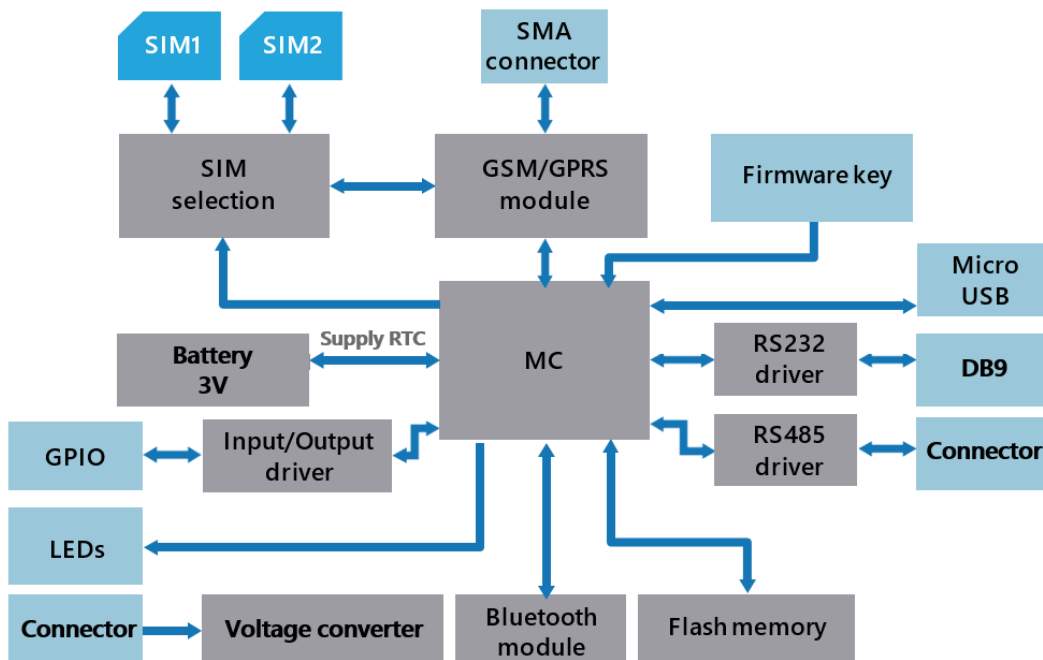 SIM1
SIM2
SMA
connector
SIM
selection
GSM/GPRS
module
Firmware key
Micro
USB
Supply RTC
Battery
3V
MC
RS232
driver
DB9
GPIO
Input/Output
driver
RS485
driver
Connector
LEDs
Connector
Voltage converter
Bluetooth
module
Flash memory